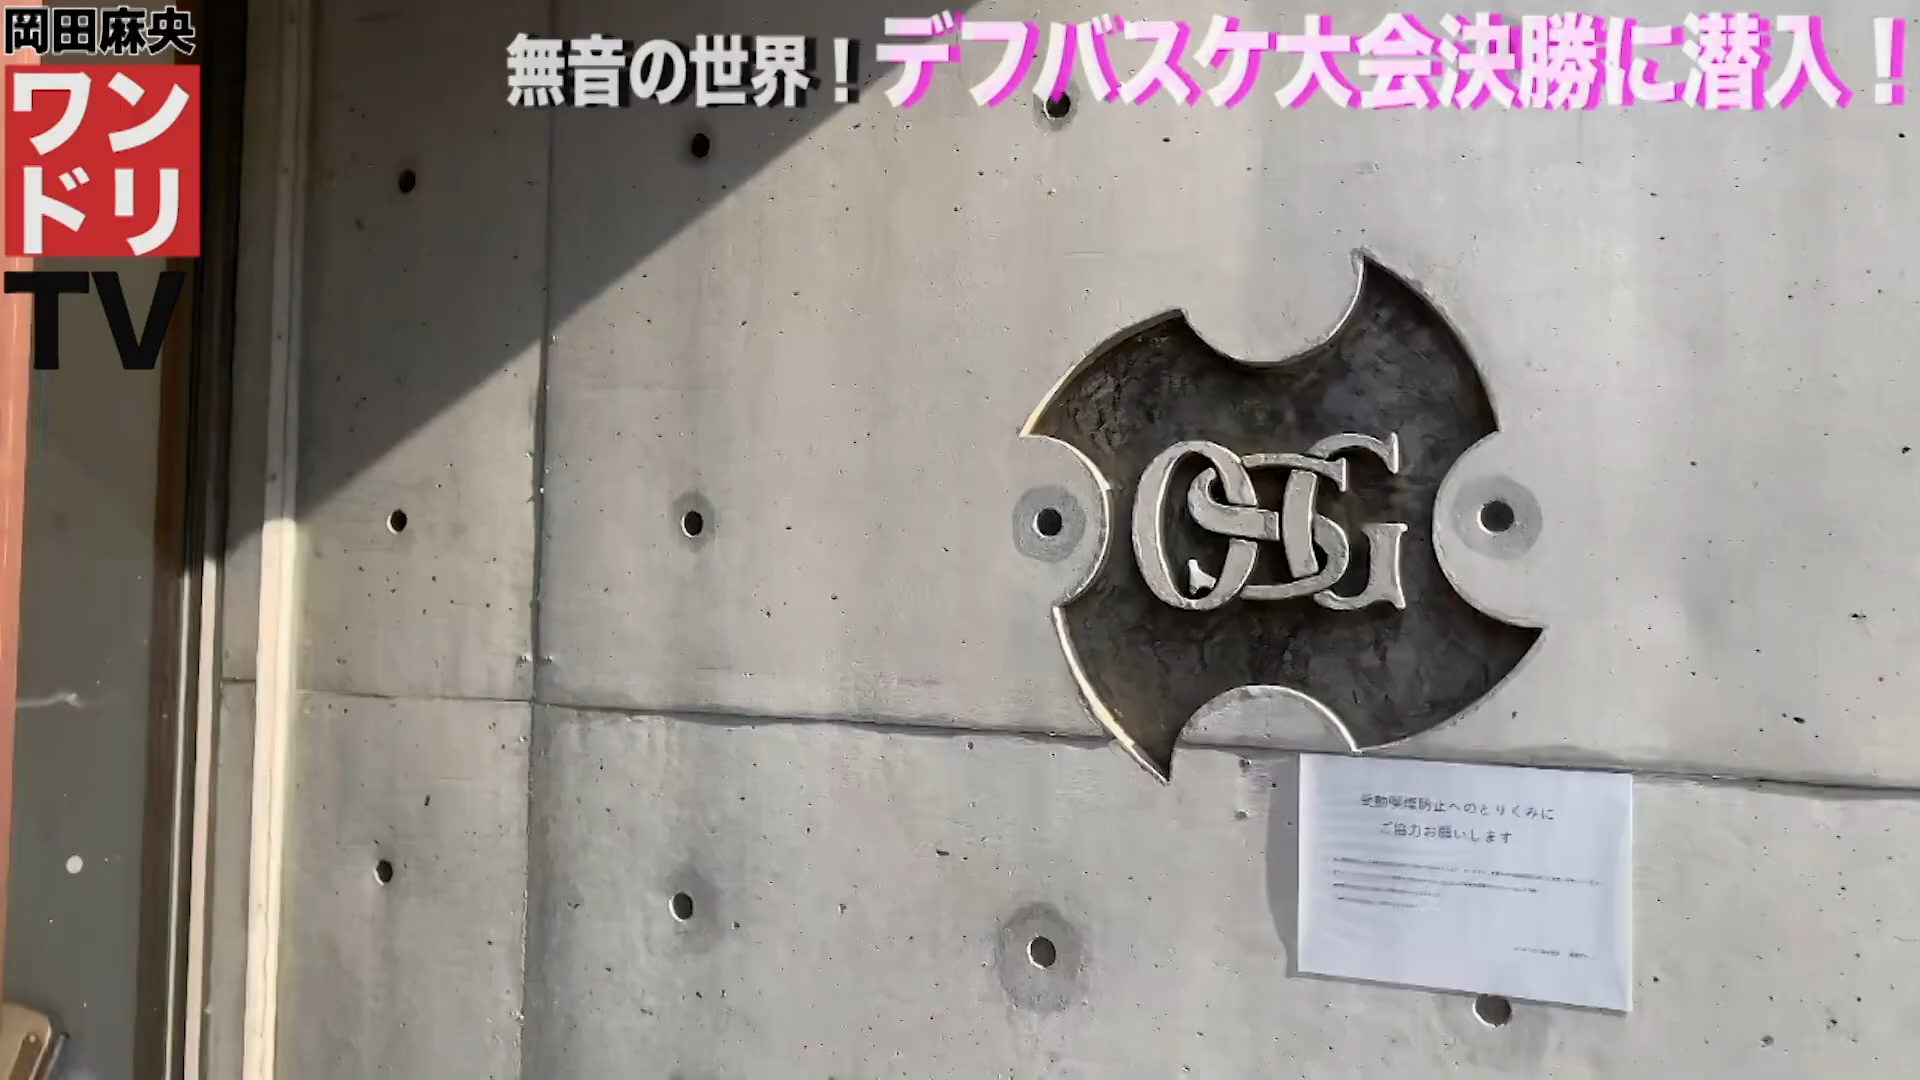 岡田麻央
ワン
ドリ
TV
無音の世界！デフバスケ大会決勝に潜入！
OSG
受動喫煙防止へのとりくみに
ご協力お願いします